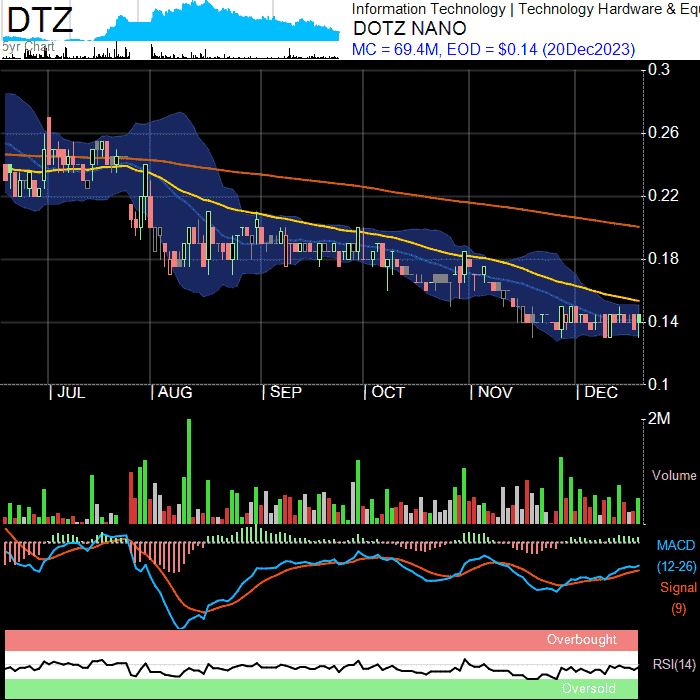 DTZ
5yr Chart
Information Technology | Technology Hardware & Equ
DOTZ NANO
MC = 69.4M, EOD = $0.14 (20Dec2023)
0.3
0.26
0.22
0.18
0.14
0.1
| JUL | AUG | SEP | OCT | NOV | DEC
2M
Volume
MACD
(12-26)
Signal
(9)
Overbought
RSI(14)
Oversold